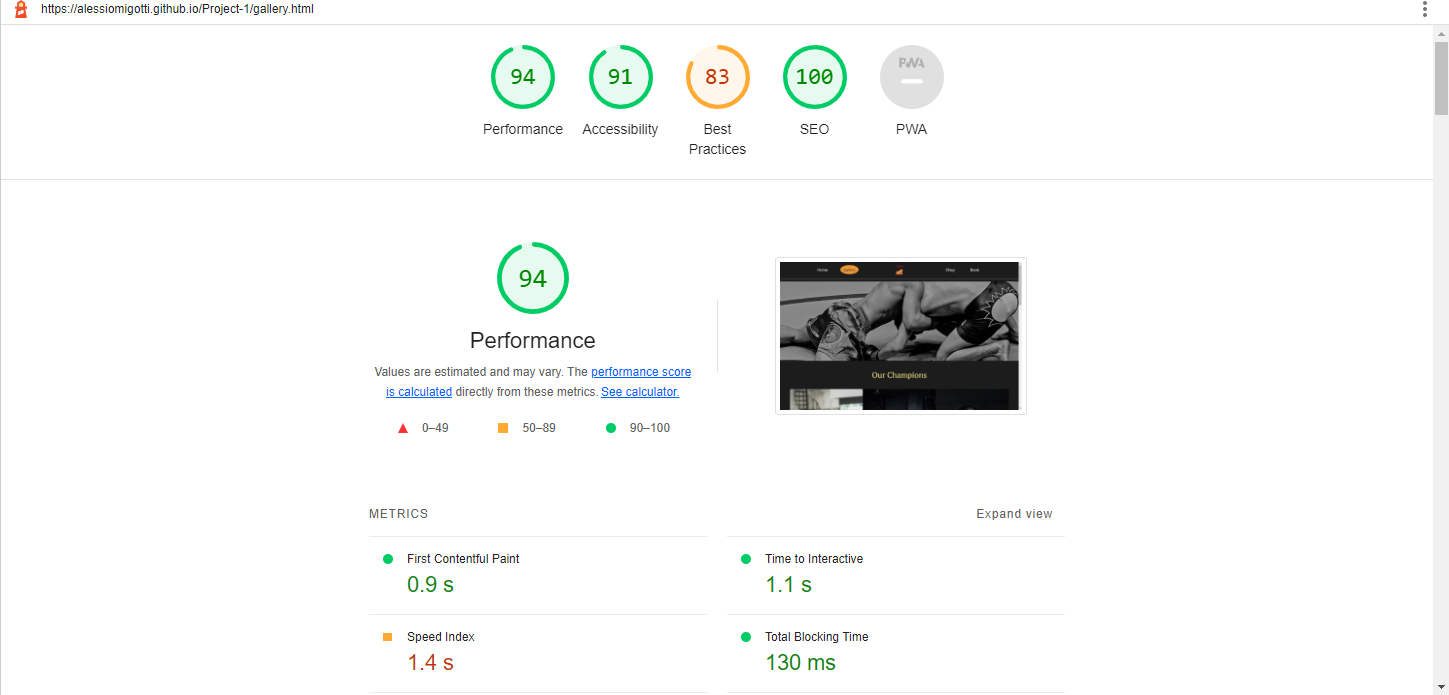 https://alessiomigotti.github.io/Project-1/gallery.html
94
91
83
100
PWA
Performance
Accessibility
Best
Practices
SEO
PWA
94
Performance
Values are estimated and may vary. The performance score
is calculated directly from these metrics. See calculator.
0–49
50–89
90–100
Home
Gallery
Shop
Book
Our Champions
METRICS
Expand view
First Contentful Paint
0.9 s
Time to Interactive
1.1 s
Speed Index
1.4 s
Total Blocking Time
130 ms